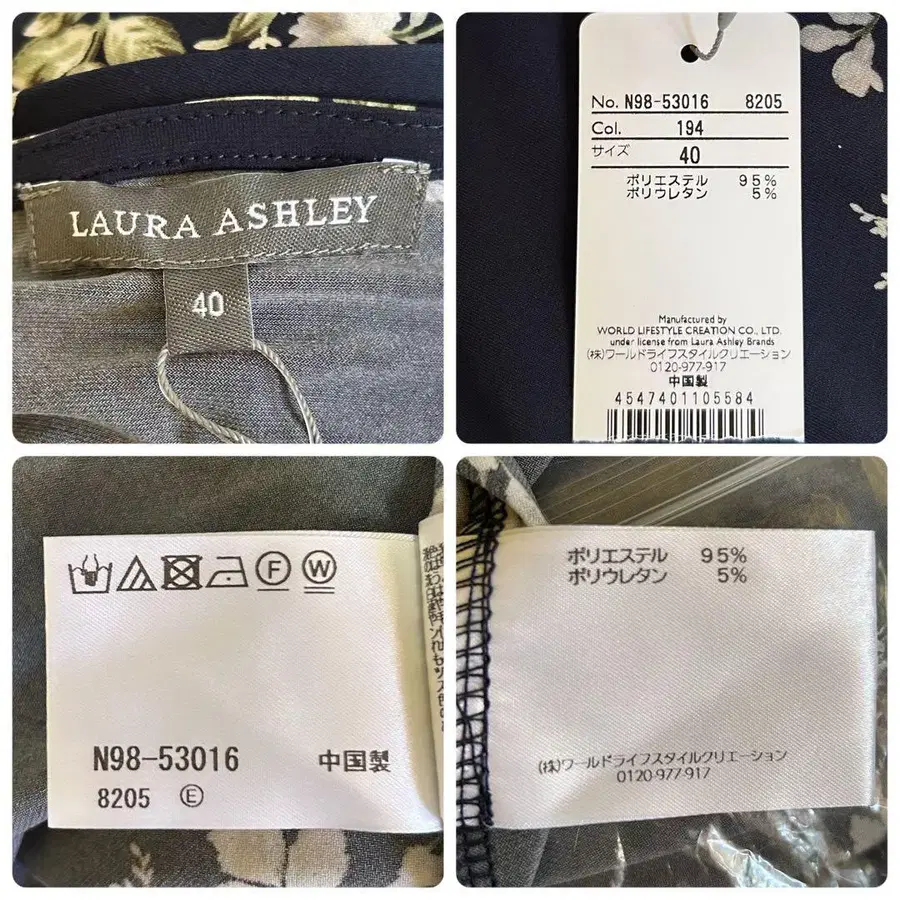 LAURA ASHLEY
40
No. N98-53016 8205
Col. 194
サイズ 40
ポリエステル 95%
ポリウレタン 5%
Manufactured by
WORLD LIFESTYLE CREATION CO., LTD.
under license from Laura Ashley Brands
(株)ワールドライフスタイルクリエーション
0120-977-917
中国製
4547401105584
F W
N98-53016 中国製
8205 Ⓔ
ポリエステル 95%
ポリウレタン 5%
(株)ワールドライフスタイルクリエーション
0120-977-917